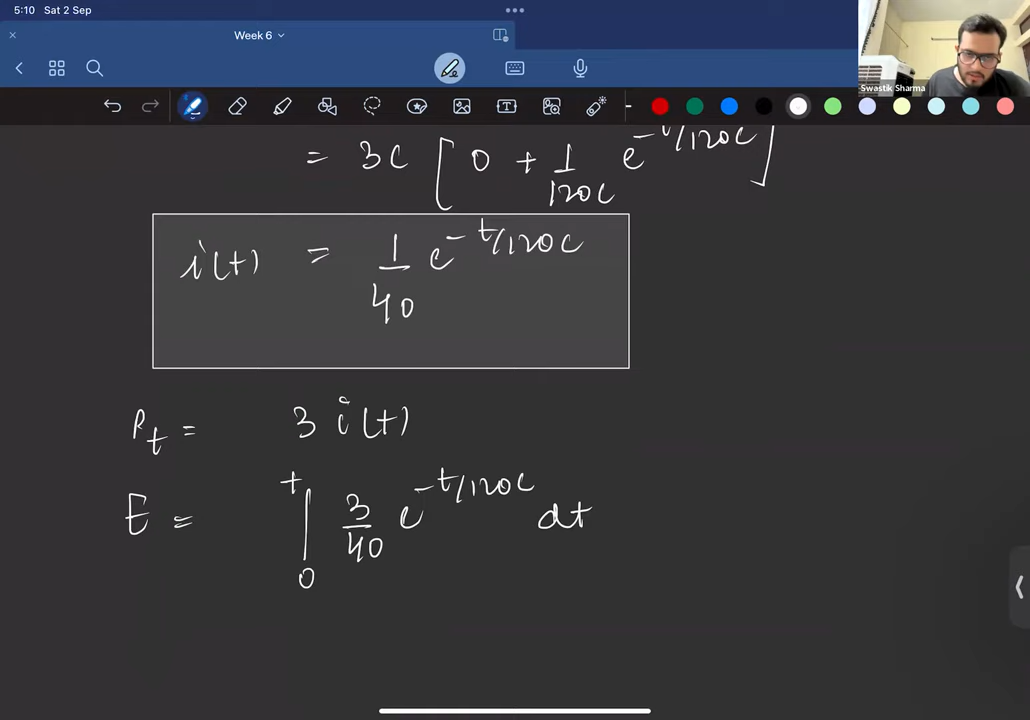 5:10 Sat 2 Sep
Week 6
Swastik Sharma
= 3C [ 0 + 1/120C e^{-t/120C} ]
i(t) = 1/40 e^{-t/120C}
P_t = 3 i(t)
E = ∫_0^t 3/40 e^{-t/120C} dt